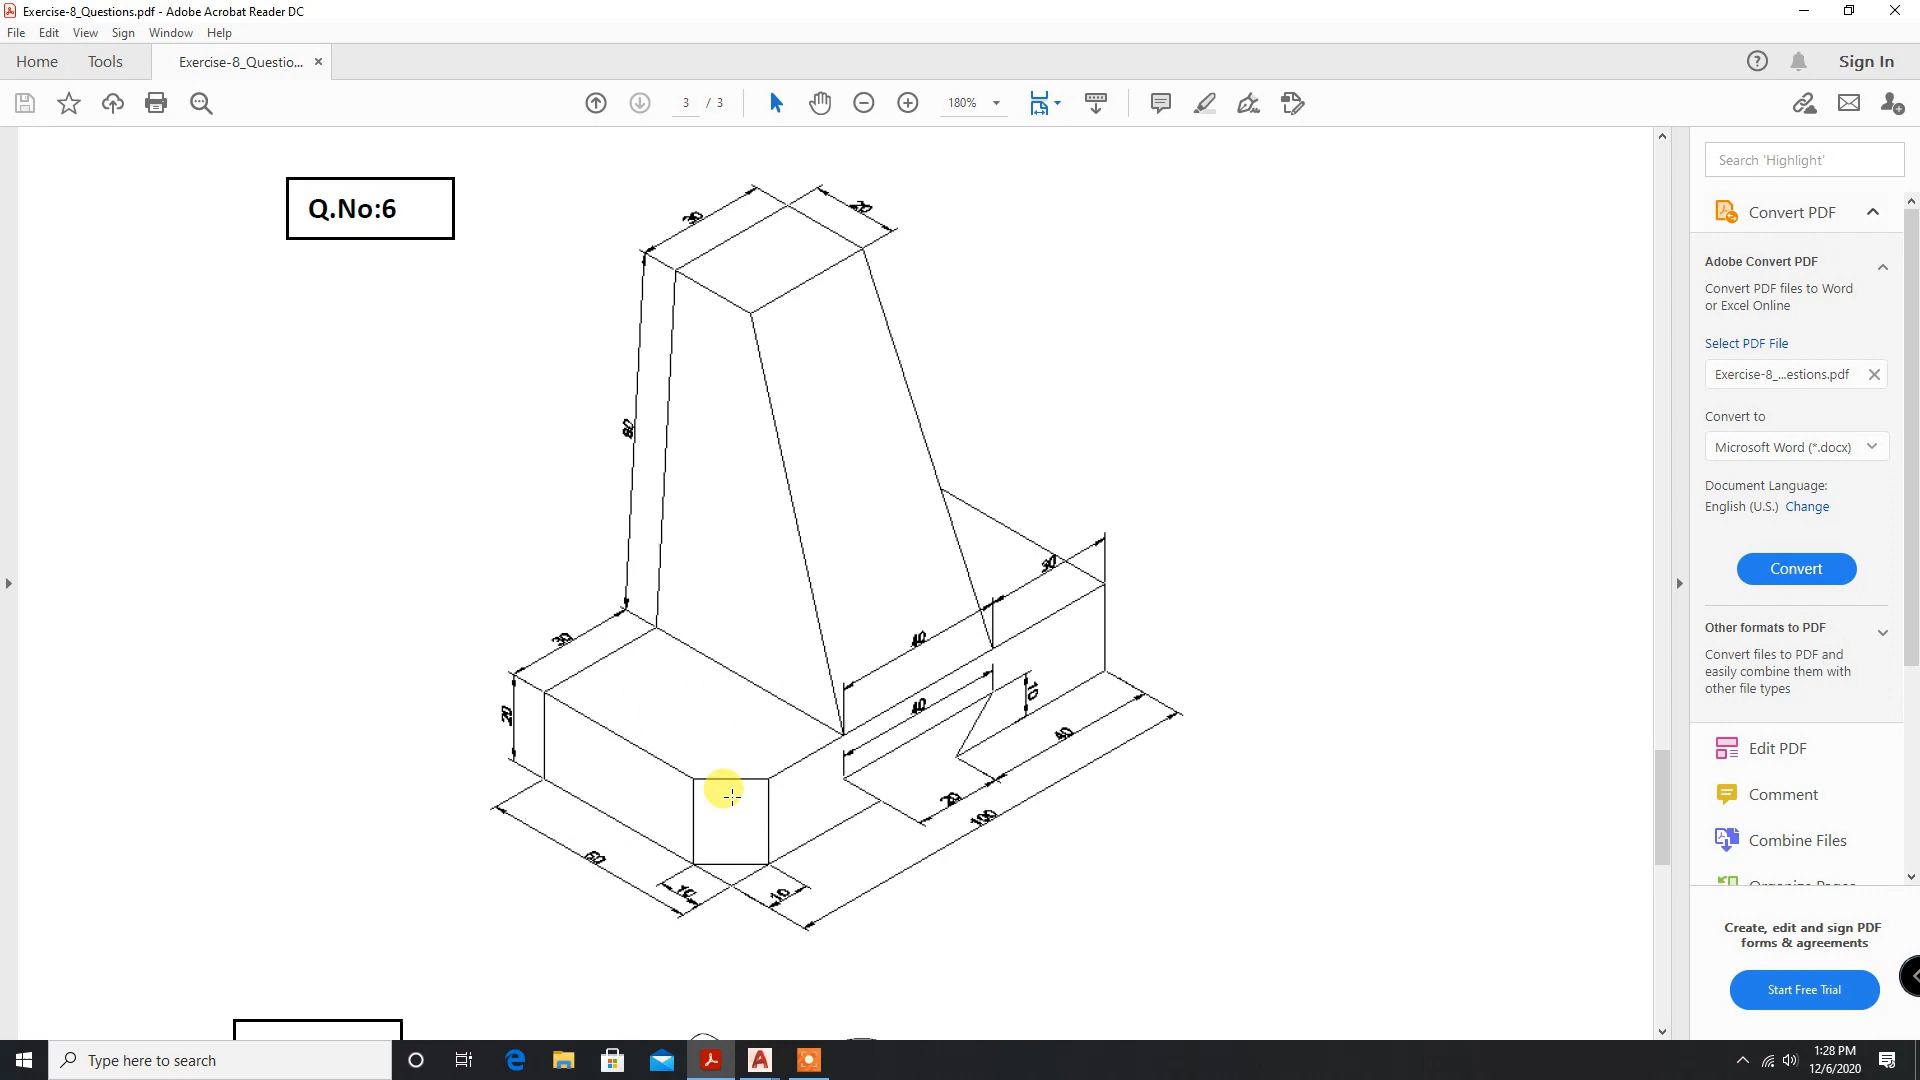 Exercise-8_Questions.pdf - Adobe Acrobat Reader DC
File Edit View Sign Window Help
Home Tools Exercise-8_Questio... × Sign In
3 / 3 180%
Q.No:6
30
20
80
30
20
50
40
40
10
40
20
100
60
10
10
Search 'Highlight'
Convert PDF
Adobe Convert PDF
Convert PDF files to Word
or Excel Online
Select PDF File
Exercise-8_...estions.pdf
Convert to
Microsoft Word (*.docx)
Document Language:
English (U.S.) Change
Convert
Other formats to PDF
Convert files to PDF and
easily combine them with
other file types
Edit PDF
Comment
Combine Files
Organize Pages
Create, edit and sign PDF
forms & agreements
Start Free Trial
Type here to search
1:28 PM
12/6/2020